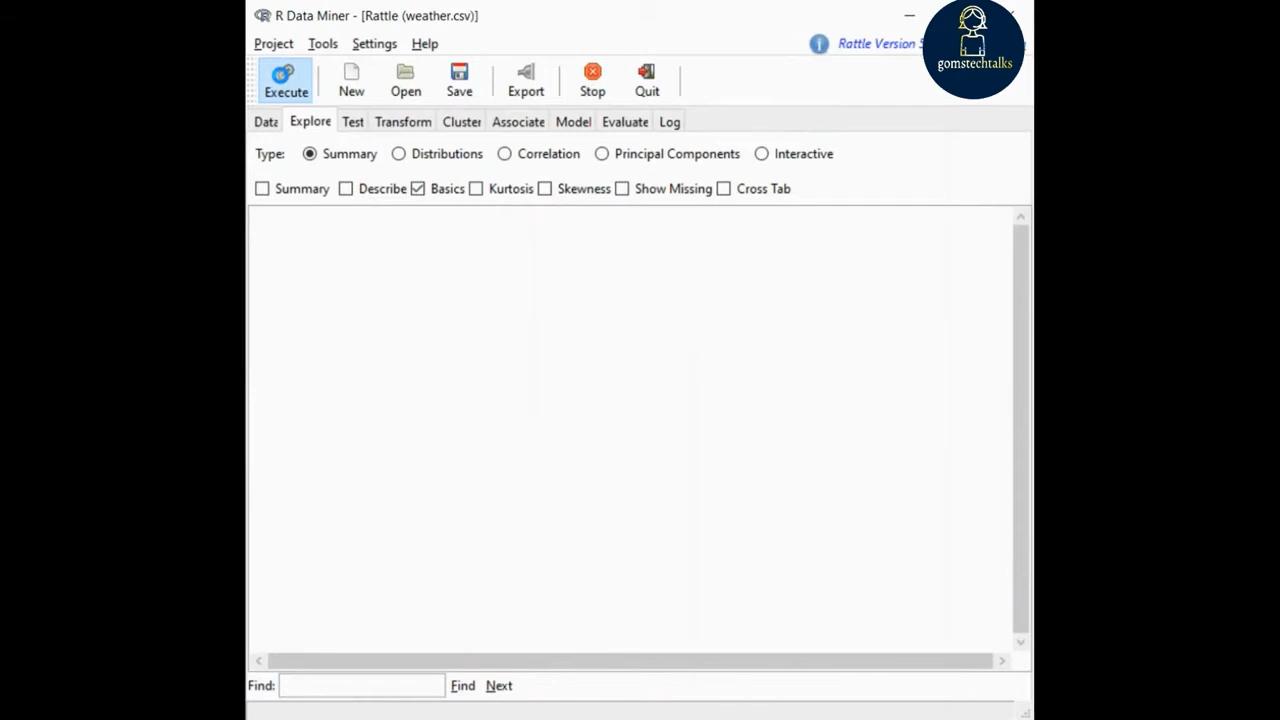 R Data Miner - [Rattle (weather.csv)]
Project Tools Settings Help Rattle Version
gomstechtalks
Execute New Open Save Export Stop Quit
Data Explore Test Transform Cluster Associate Model Evaluate Log
Type: Summary Distributions Correlation Principal Components Interactive
Summary Describe Basics Kurtosis Skewness Show Missing Cross Tab
Find: Find Next